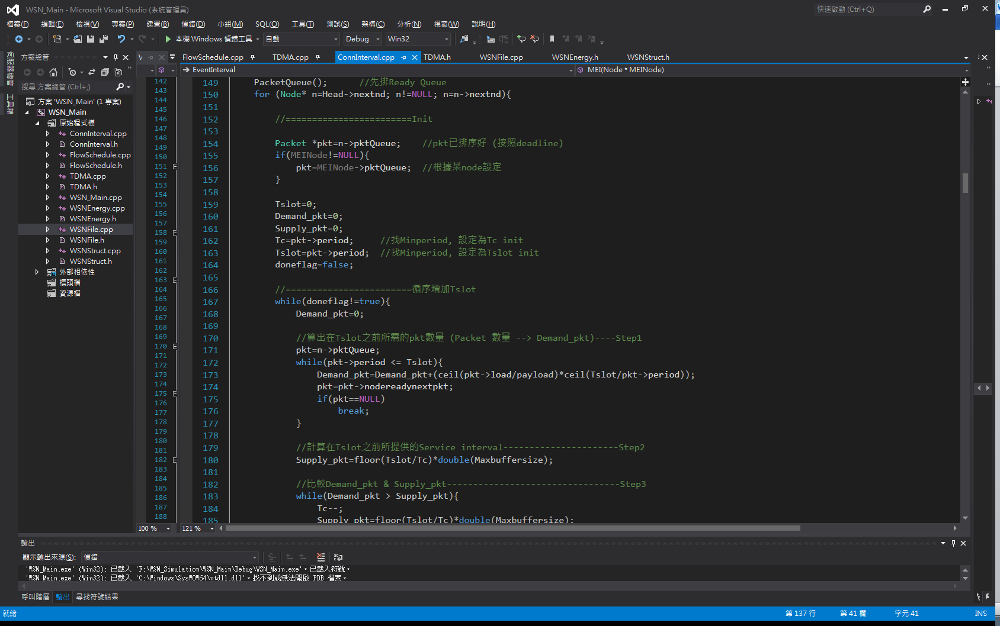 WSN_Main - Microsoft Visual Studio (系統管理員)
快速啟動 (Ctrl+Q)
檔案(F) 編輯(E) 檢視(V) 專案(P) 建置(B) 偵錯(D) 小組(M) SQL(Q) 工具(T) 測試(S) 架構(C) 分析(N) 視窗(W) 說明(H)
本機 Windows 偵錯工具 自動 Debug Win32
伺服器總管
工具箱
方案總管
搜尋 方案總管 (Ctrl+;)
方案 'WSN_Main' (1 專案)
WSN_Main
原始程式檔
ConnInterval.cpp
ConnInterval.h
FlowSchedule.cpp
FlowSchedule.h
TDMA.cpp
TDMA.h
WSN_Main.cpp
WSNEnergy.cpp
WSNEnergy.h
WSNFile.cpp
WSNFile.h
WSNStruct.cpp
WSNStruct.h
外部相依性
標頭檔
資源檔
142
143
144
145
146
147
148
149
150
151
152
153
154
155
156
157
158
159
160
161
162
163
164
165
166
167
168
169
170
171
172
173
174
175
176
177
178
179
180
181
182
183
184
185
186
187
188
100 %
FlowSchedule.cpp TDMA.cpp ConnInterval.cpp TDMA.h WSNFile.cpp WSNEnergy.h WSNStruct.h
EventInterval MEI(Node * MEINode)
149 PacketQueue(); //先排Ready Queue
150 for (Node* n=Head->nextnd; n!=NULL; n=n->nextnd){
151
152 //========================Init
153
154 Packet *pkt=n->pktQueue; //pkt已排序好 (按照deadline)
155 if(MEINode!=NULL){
156 pkt=MEINode->pktQueue; //根據某node設定
157 }
158
159 Tslot=0;
160 Demand_pkt=0;
161 Supply_pkt=0;
162 Tc=pkt->period; //找Minperiod, 設定為Tc init
163 Tslot=pkt->period; //找Minperiod, 設定為Tslot init
164 doneflag=false;
165
166 //========================循序增加Tslot
167 while(doneflag!=true){
168 Demand_pkt=0;
169
170 //算出在Tslot之前所需的pkt數量 (Packet 數量 --> Demand_pkt)----Step1
171 pkt=n->pktQueue;
172 while(pkt->period <= Tslot){
173 Demand_pkt=Demand_pkt+(ceil(pkt->load/payload)*ceil(Tslot/pkt->period));
174 pkt=pkt->nodereadynextpkt;
175 if(pkt==NULL)
176 break;
177 }
178
179 //計算在Tslot之前所提供的Service interval----------------------Step2
180 Supply_pkt=floor(Tslot/Tc)*double(Maxbuffersize);
181
182 //比較Demand_pkt & Supply_pkt---------------------------------Step3
183 while(Demand_pkt > Supply_pkt){
184 Tc--;
185 Supply_pkt=floor(Tslot/Tc)*double(Maxbuffersize);
121 %
輸出
顯示輸出來源(S): 偵錯
'WSN_Main.exe' (Win32): 已載入 'F:\WSN_Simulation\WSN_Main\Debug\WSN_Main.exe'。已載入符號。
'WSN_Main.exe' (Win32): 已載入 'C:\Windows\SysWOW64\ntdll.dll'。找不到或無法開啟 PDB 檔案。
呼叫階層 輸出 尋找符號結果
就緒 第 137 行 第 41 欄 字元 41 INS